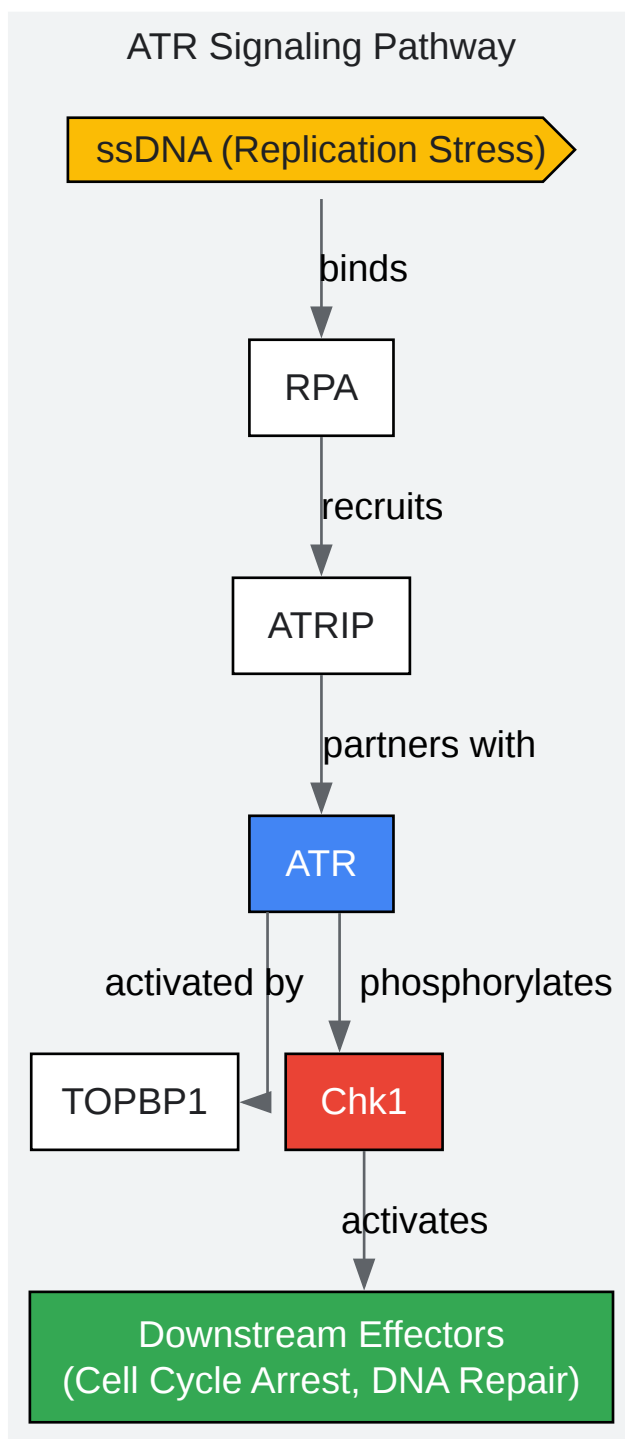 ATR Signaling Pathway
ssDNA (Replication Stress)
binds
RPA
recruits
ATRIP
partners with
ATR
activated by
phosphorylates
TOPBP1
Chk1
activates
Downstream Effectors
(Cell Cycle Arrest, DNA Repair)